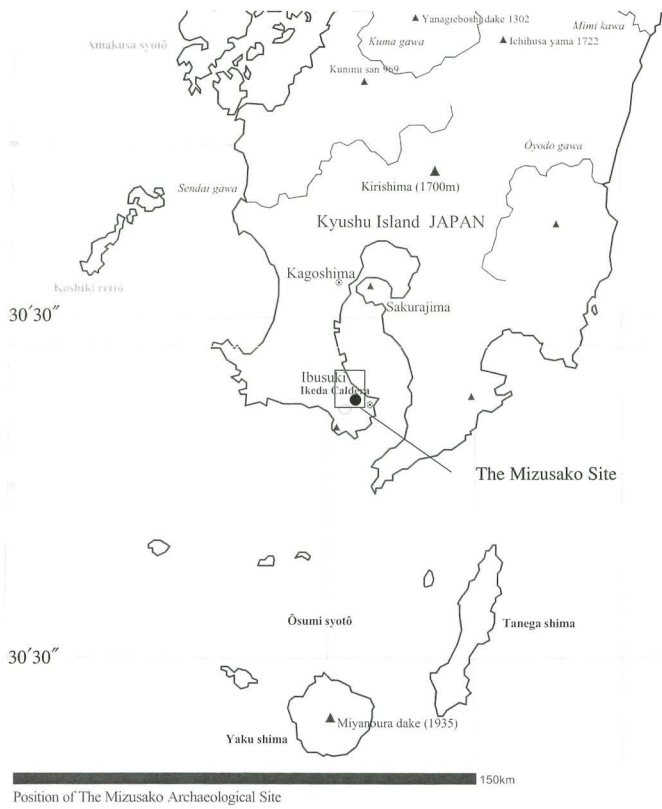 Yanagieboshi dake 1302
Mimi kawa
Kuma gawa
Ichihusa yama 1722
Amakusa syotô
Kunimi san 969
Ôyodo gawa
Kirishima (1700m)
Sendai gawa
Kyushu Island JAPAN
Kagoshima
Koshiki rettô
Sakurajima
30′30″
Ibusuki
Ikeda Caldera
The Mizusako Site
Ôsumi syotô
Tanega shima
30′30″
Miyanoura dake (1935)
Yaku shima
150km
Position of The Mizusako Archaeological Site